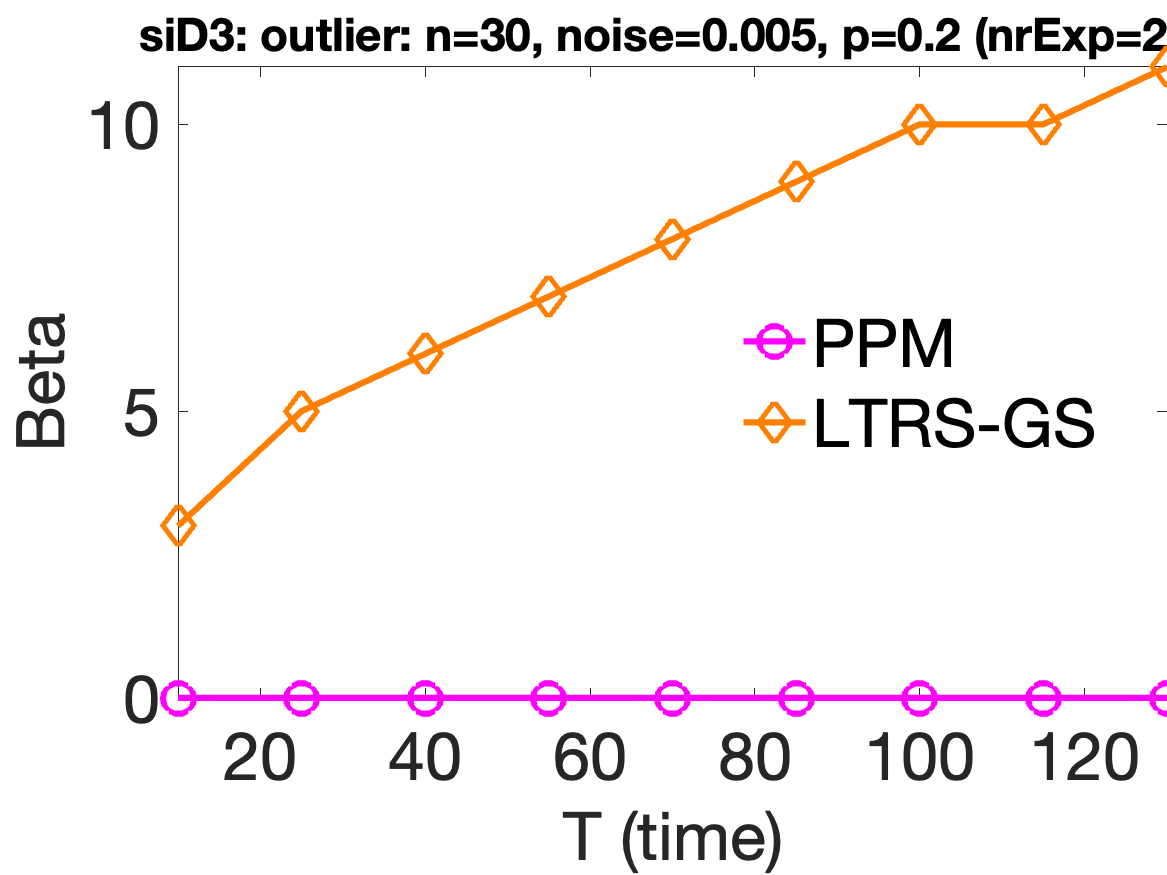 siD3: outlier: n=30, noise=0.005, p=0.2 (nrExp=2
10
5
0
Beta
PPM
LTRS-GS
20 40 60 80 100 120
T (time)